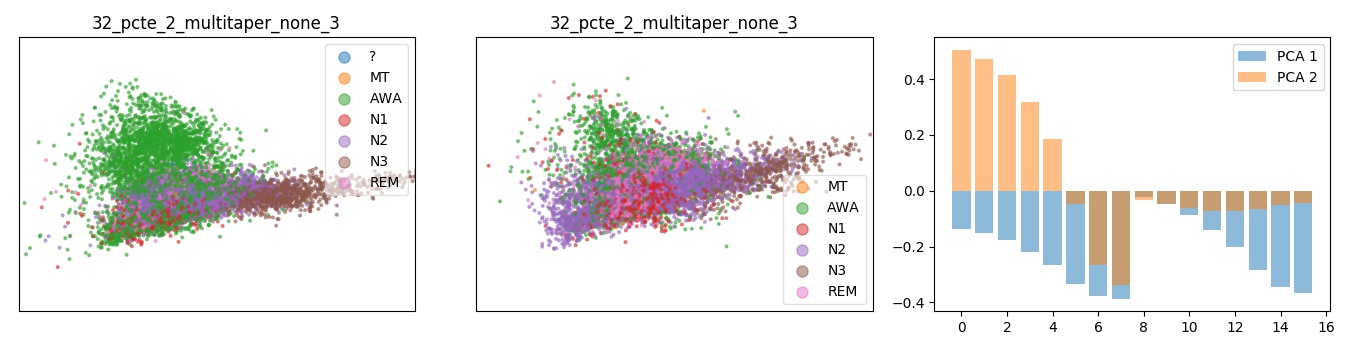 32_pcte_2_multitaper_none_3
?
MT
AWA
N1
N2
N3
REM
32_pcte_2_multitaper_none_3
MT
AWA
N1
N2
N3
REM
PCA 1
PCA 2
0.4
0.2
0.0
−0.2
−0.4
0 2 4 6 8 10 12 14 16